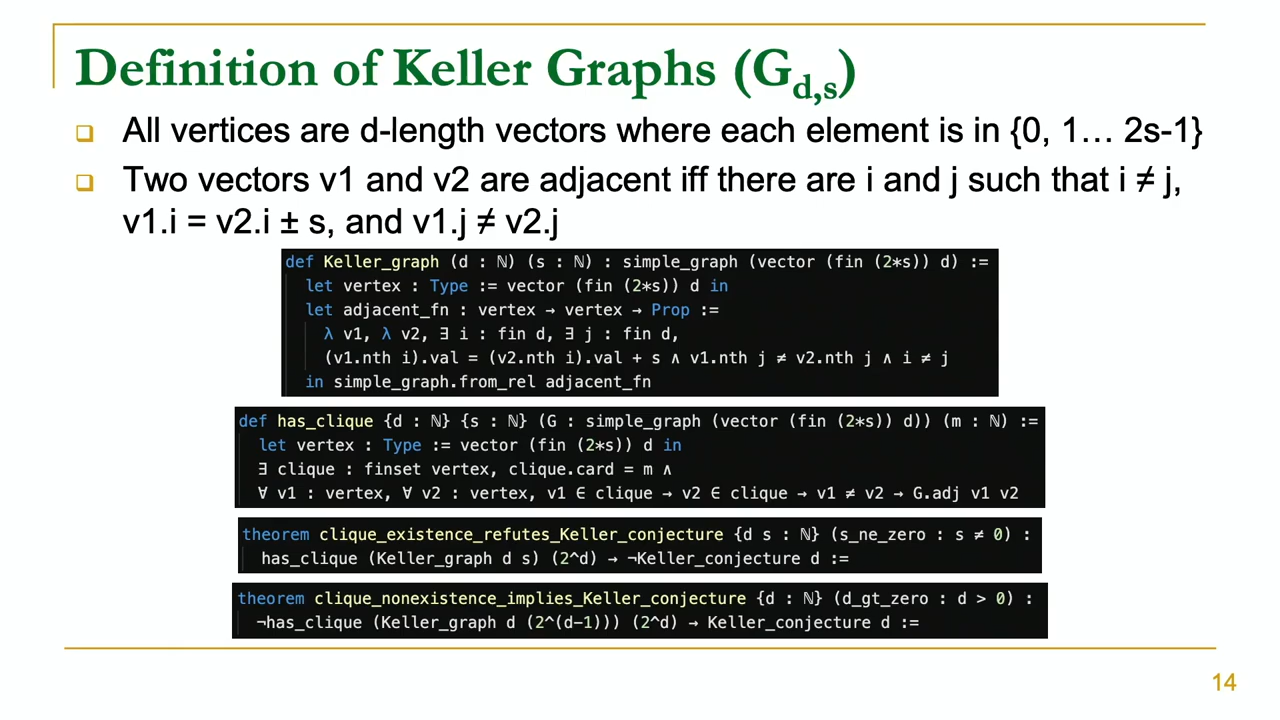 Definition of Keller Graphs (G_d,s)
All vertices are d-length vectors where each element is in {0, 1… 2s-1}
Two vectors v1 and v2 are adjacent iff there are i and j such that i ≠ j,
v1.i = v2.i ± s, and v1.j ≠ v2.j
def Keller_graph (d : ℕ) (s : ℕ) : simple_graph (vector (fin (2*s)) d) :=
let vertex : Type := vector (fin (2*s)) d in
let adjacent_fn : vertex → vertex → Prop :=
λ v1, λ v2, ∃ i : fin d, ∃ j : fin d,
(v1.nth i).val = (v2.nth i).val + s ∧ v1.nth j ≠ v2.nth j ∧ i ≠ j
in simple_graph.from_rel adjacent_fn
def has_clique {d : ℕ} {s : ℕ} (G : simple_graph (vector (fin (2*s)) d)) (m : ℕ) :=
let vertex : Type := vector (fin (2*s)) d in
∃ clique : finset vertex, clique.card = m ∧
∀ v1 : vertex, ∀ v2 : vertex, v1 ∈ clique → v2 ∈ clique → v1 ≠ v2 → G.adj v1 v2
theorem clique_existence_refutes_Keller_conjecture {d s : ℕ} (s_ne_zero : s ≠ 0) :
has_clique (Keller_graph d s) (2^d) → ¬Keller_conjecture d :=
theorem clique_nonexistence_implies_Keller_conjecture {d : ℕ} (d_gt_zero : d > 0) :
¬has_clique (Keller_graph d (2^(d-1))) (2^d) → Keller_conjecture d :=
14